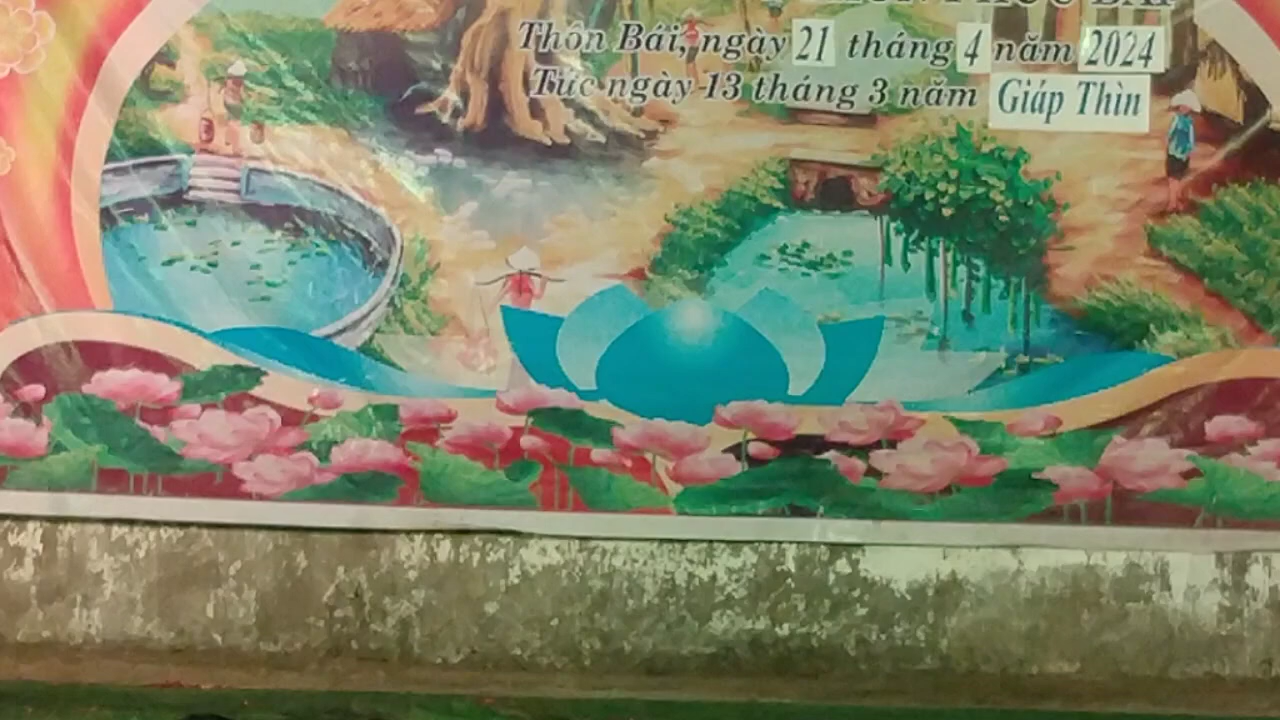 Thôn Bái, ngày 21 tháng 4 năm 2024
Tức ngày 13 tháng 3 năm Giáp Thìn